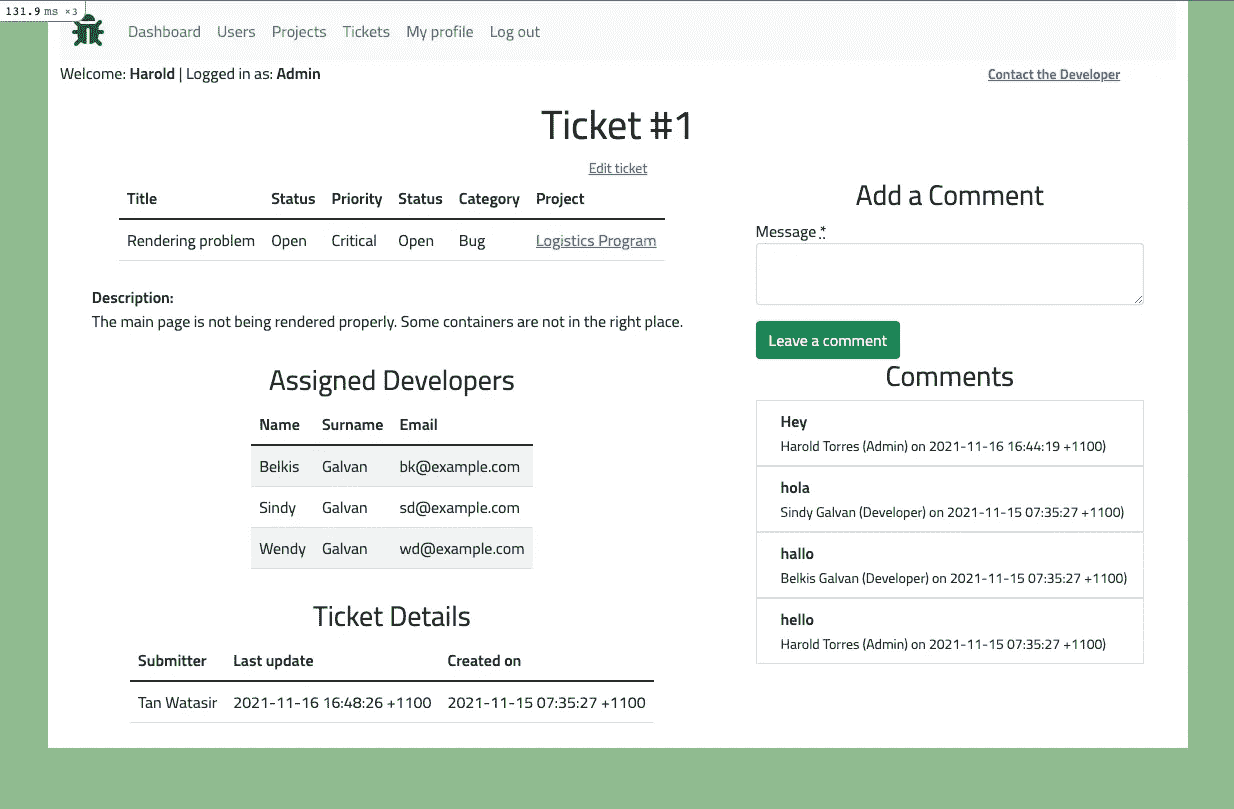 131.9 ms ×3
Dashboard Users Projects Tickets My profile Log out
Welcome: Harold | Logged in as: Admin
Contact the Developer
Ticket #1
Edit ticket
Title Status Priority Status Category Project
Rendering problem Open Critical Open Bug Logistics Program
Description:
The main page is not being rendered properly. Some containers are not in the right place.
Assigned Developers
Name Surname Email
Belkis Galvan bk@example.com
Sindy Galvan sd@example.com
Wendy Galvan wd@example.com
Ticket Details
Submitter Last update Created on
Tan Watasir 2021-11-16 16:48:26 +1100 2021-11-15 07:35:27 +1100
Add a Comment
Message *
Leave a comment
Comments
Hey
Harold Torres (Admin) on 2021-11-16 16:44:19 +1100)
hola
Sindy Galvan (Developer) on 2021-11-15 07:35:27 +1100)
hallo
Belkis Galvan (Developer) on 2021-11-15 07:35:27 +1100)
hello
Harold Torres (Admin) on 2021-11-15 07:35:27 +1100)